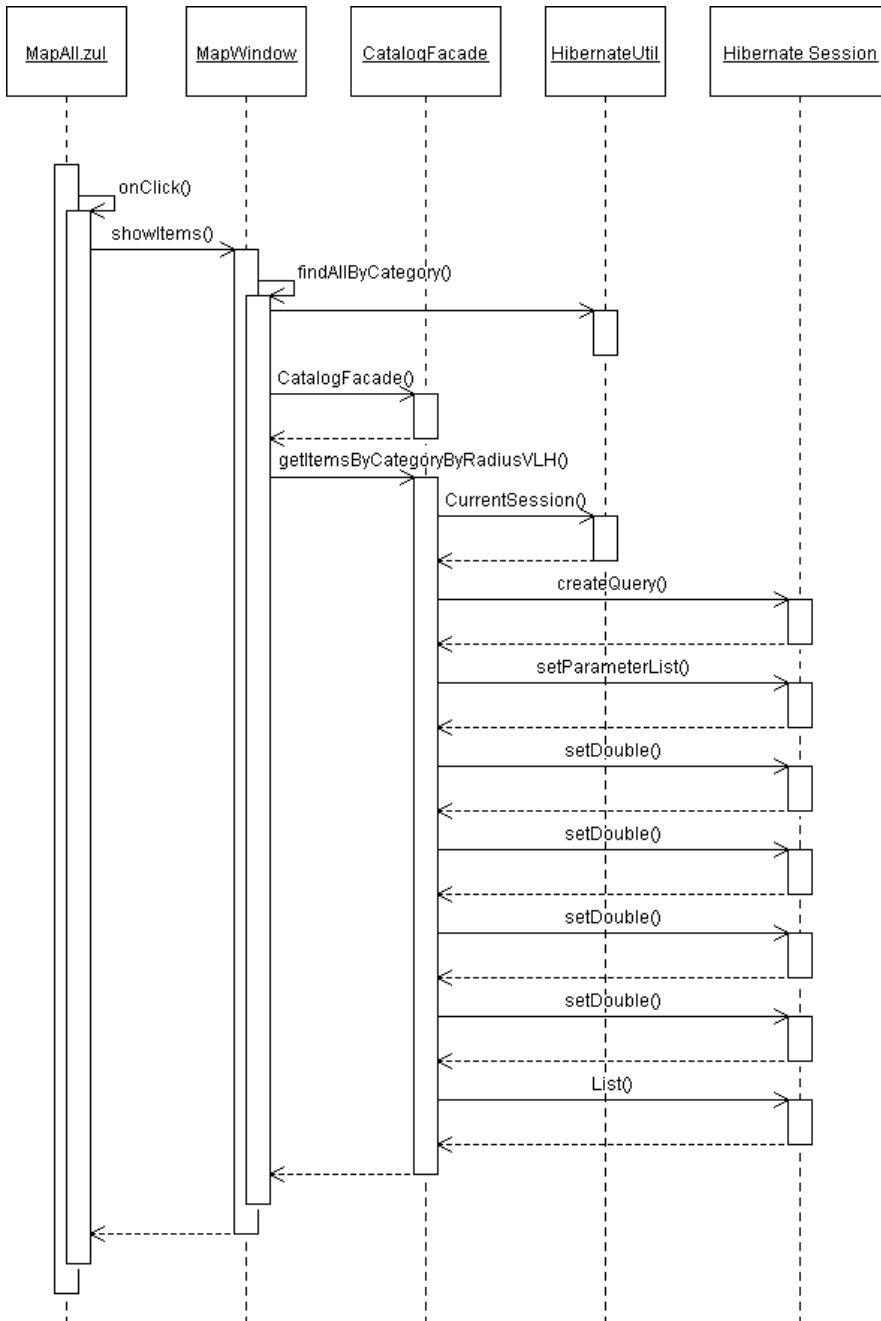 MapAll.zul
MapWindow
CatalogFacade
HibernateUtil
Hibernate Session
onClick()
showItems()
findAllByCategory()
CatalogFacade()
getItemsByCategoryByRadiusVLH()
CurrentSession()
createQuery()
setParameterList()
setDouble()
setDouble()
setDouble()
setDouble()
List()